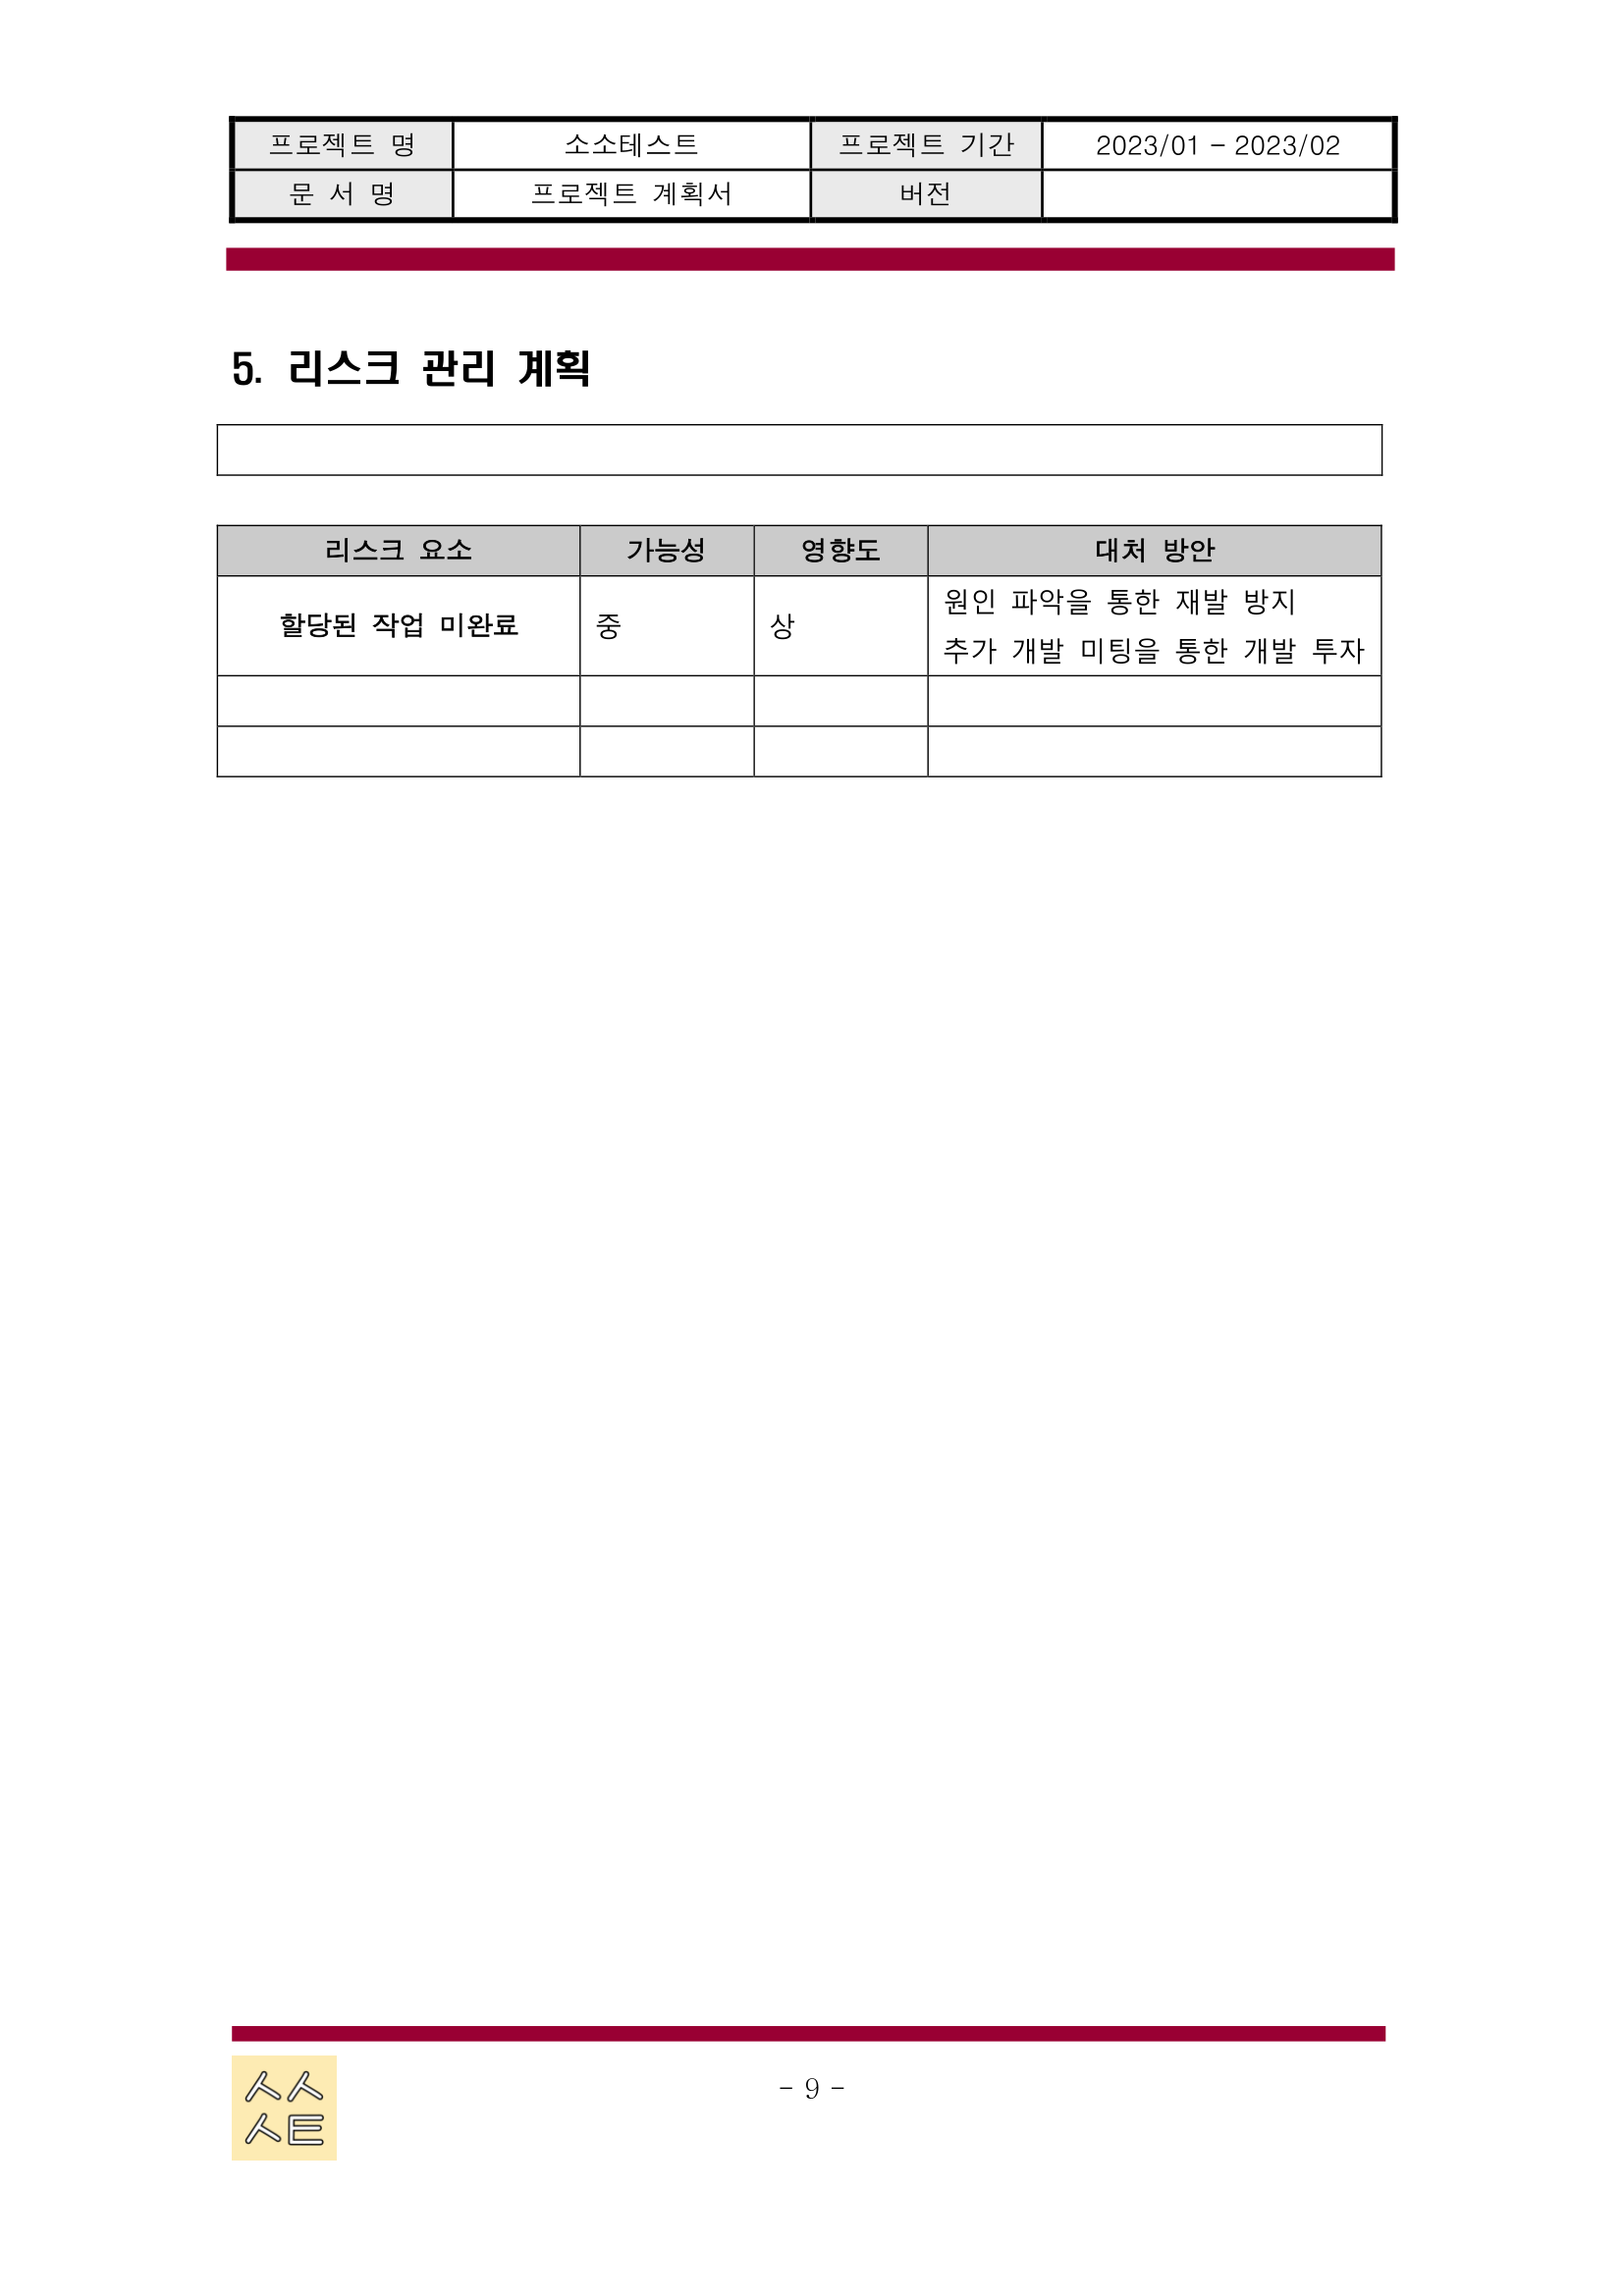 프로젝트 명 소소테스트 프로젝트 기간 2023/01 - 2023/02
문 서 명 프로젝트 계획서 버전
5. 리스크 관리 계획
리스크 요소 가능성 영향도 대처 방안
할당된 작업 미완료 중 상 원인 파악을 통한 재발 방지
추가 개발 미팅을 통한 개발 투자
- 9 -
ㅅㅅ
ㅅㅌ